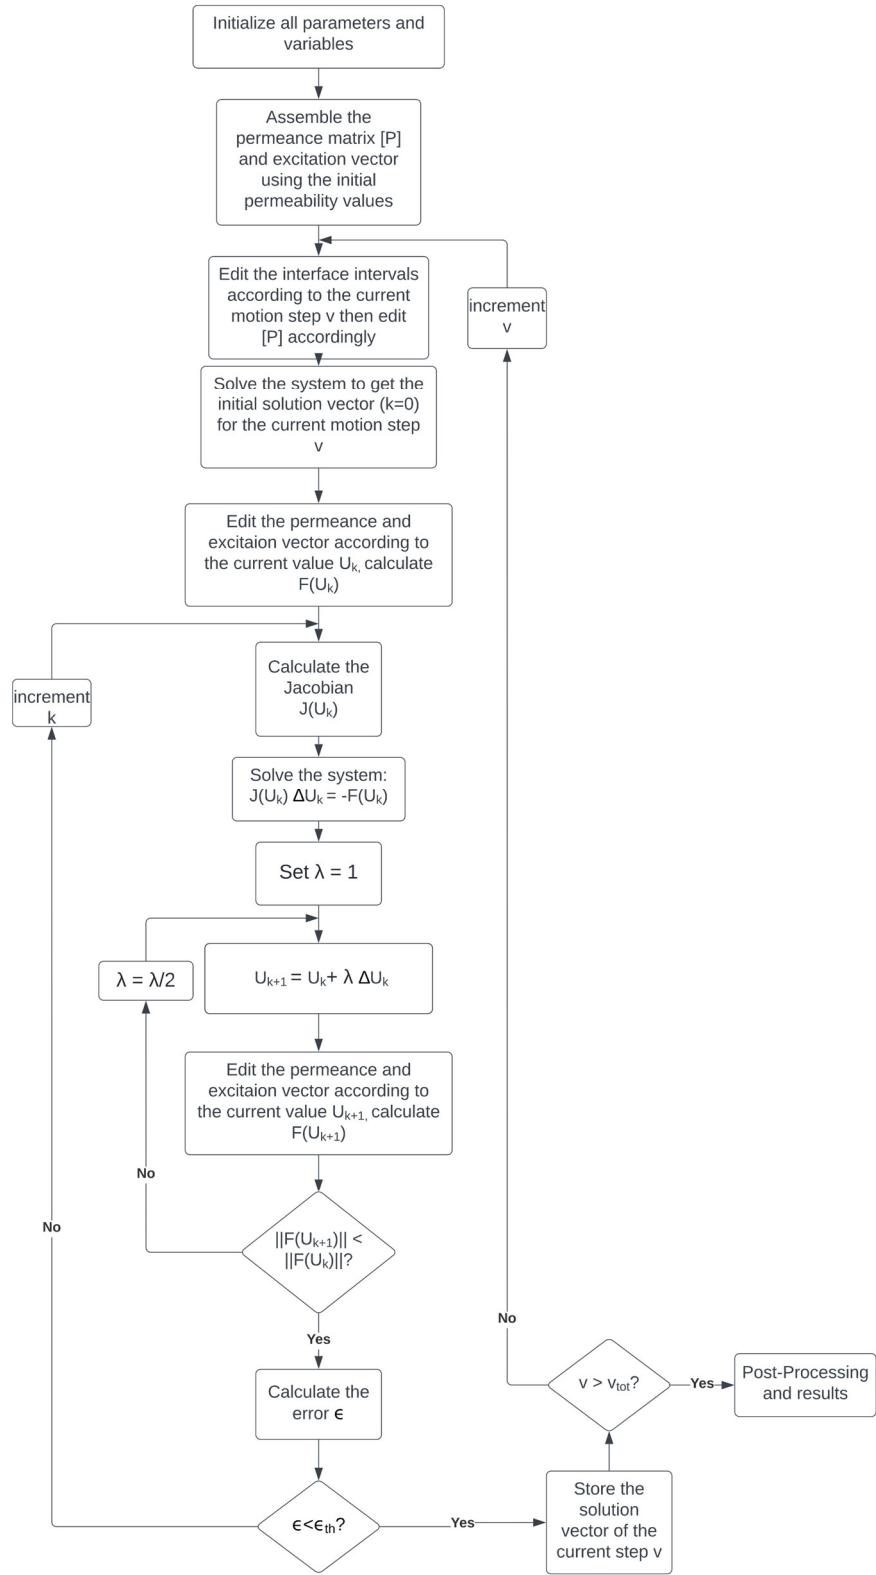 Initialize all parameters and
variables
Assemble the
permeance matrix [P]
and excitation vector
using the initial
permeability values
Edit the interface intervals
according to the current
motion step v then edit
[P] accordingly
increment
v
Solve the system to get the
initial solution vector (k=0)
for the current motion step
v
Edit the permeance and
excitaion vector according to
the current value Uk, calculate
F(Uk)
increment
k
Calculate the
Jacobian
J(Uk)
Solve the system:
J(Uk) ΔUk = -F(Uk)
Set λ = 1
λ = λ/2
Uk+1 = Uk+ λ ΔUk
Edit the permeance and
excitaion vector according to
the current value Uk+1, calculate
F(Uk+1)
No
No
||F(Uk+1)|| <
||F(Uk)||?
Yes
No
Calculate the
error ϵ
v > vtot?
Yes
Post-Processing
and results
ϵ<ϵth?
Yes
Store the
solution
vector of the
current step v